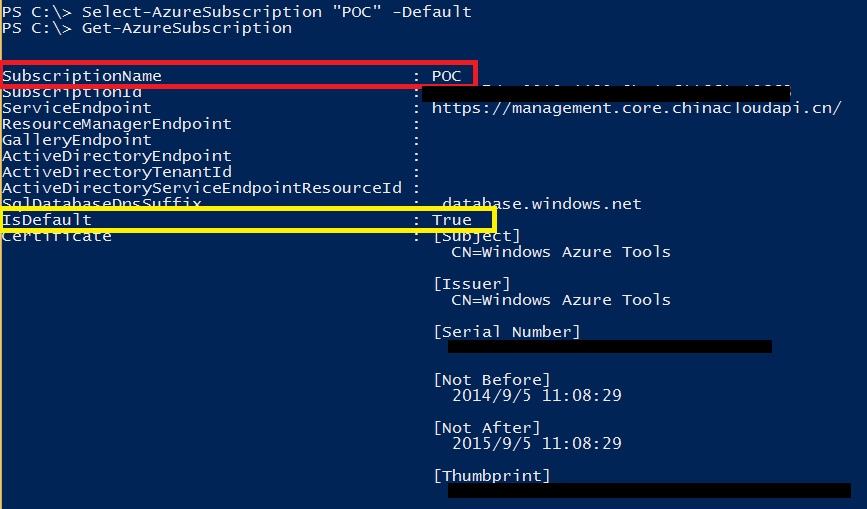 PS C:\> Select-AzureSubscription "POC" -Default
PS C:\> Get-AzureSubscription
SubscriptionName : POC
SubscriptionId :
ServiceEndpoint : https://management.core.chinacloudapi.cn/
ResourceManagerEndpoint :
GalleryEndpoint :
ActiveDirectoryEndpoint :
ActiveDirectoryTenantId :
ActiveDirectoryServiceEndpointResourceId :
SqlDatabaseDnsSuffix : .database.windows.net
IsDefault : True
Certificate : [Subject]
CN=Windows Azure Tools
[Issuer]
CN=Windows Azure Tools
[Serial Number]
[Not Before]
2014/9/5 11:08:29
[Not After]
2015/9/5 11:08:29
[Thumbprint]